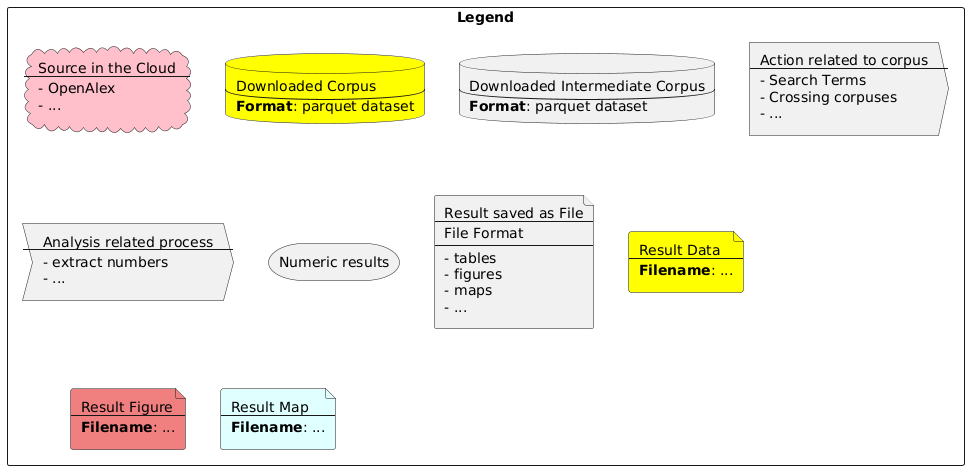 Legend
Source in the Cloud
- OpenAlex
- ...
Downloaded Corpus
Format: parquet dataset
Downloaded Intermediate Corpus
Format: parquet dataset
Action related to corpus
- Search Terms
- Crossing corpuses
- ...
Analysis related process
- extract numbers
- ...
Numeric results
Result saved as File
File Format
- tables
- figures
- maps
- ...
Result Data
Filename: ...
Result Figure
Filename: ...
Result Map
Filename: ...